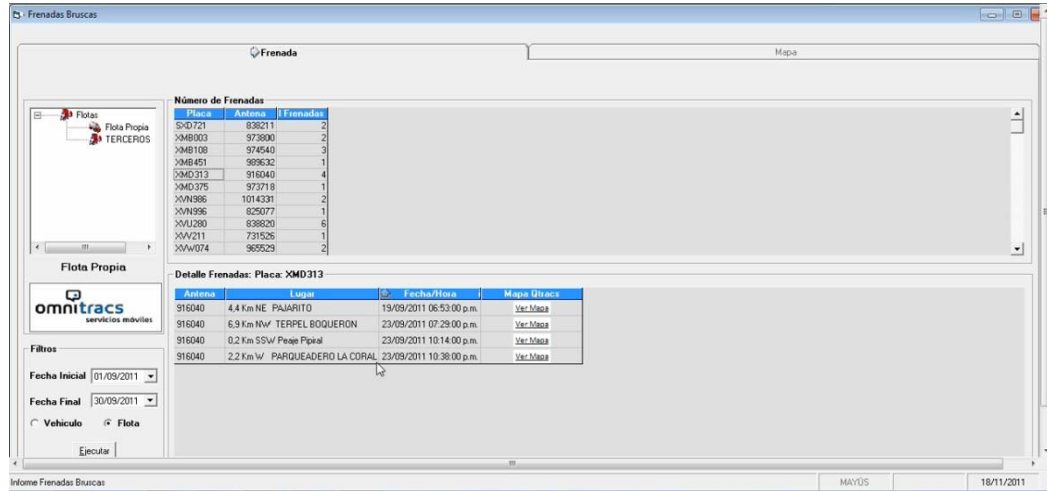 Frenadas Bruscas
Frenada
Mapa
Flotas
Flota Propia
TERCEROS
Flota Propia
omnitracs
servicios móviles
Filtros
Fecha Inicial 01/09/2011
Fecha Final 30/09/2011
Vehiculo Flota
Ejecutar
Número de Frenadas
Placa Antena l Frenadas
SXD721 838211 2
XMB003 973800 2
XMB108 974540 3
XMB451 989632 1
XMD313 916040 4
XMD375 973718 1
XVN986 1014331 2
XVN996 825077 1
XVU280 838820 6
XVV211 731526 1
XVW074 965529 2
Detalle Frenadas: Placa: XMD313
Antena Lugar Fecha/Hora Mapa Qtracs
916040 4,4 Km NE PAJARITO 19/09/2011 06:53:00 p.m. Ver Mapa
916040 6,9 Km NW TERPEL BOQUERON 23/09/2011 07:29:00 p.m. Ver Mapa
916040 0,2 Km SSW Peaje Pipiral 23/09/2011 10:14:00 p.m. Ver Mapa
916040 2,2 Km W PARQUEADERO LA CORAL 23/09/2011 10:38:00 p.m. Ver Mapa
Informe Frenadas Bruscas
MAYÚS
18/11/2011